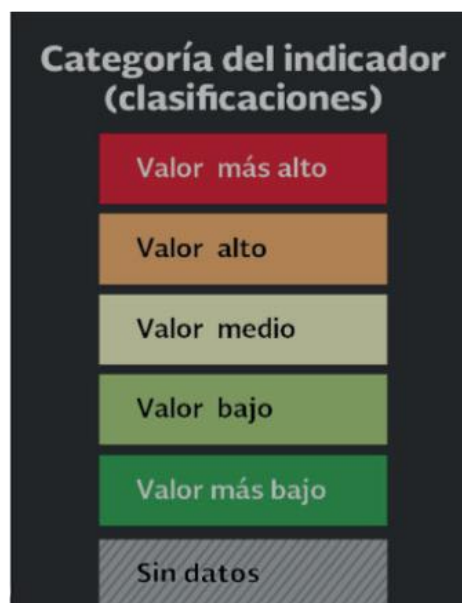 Categoría del indicador
(clasificaciones)
Valor más alto
Valor alto
Valor medio
Valor bajo
Valor más bajo
Sin datos